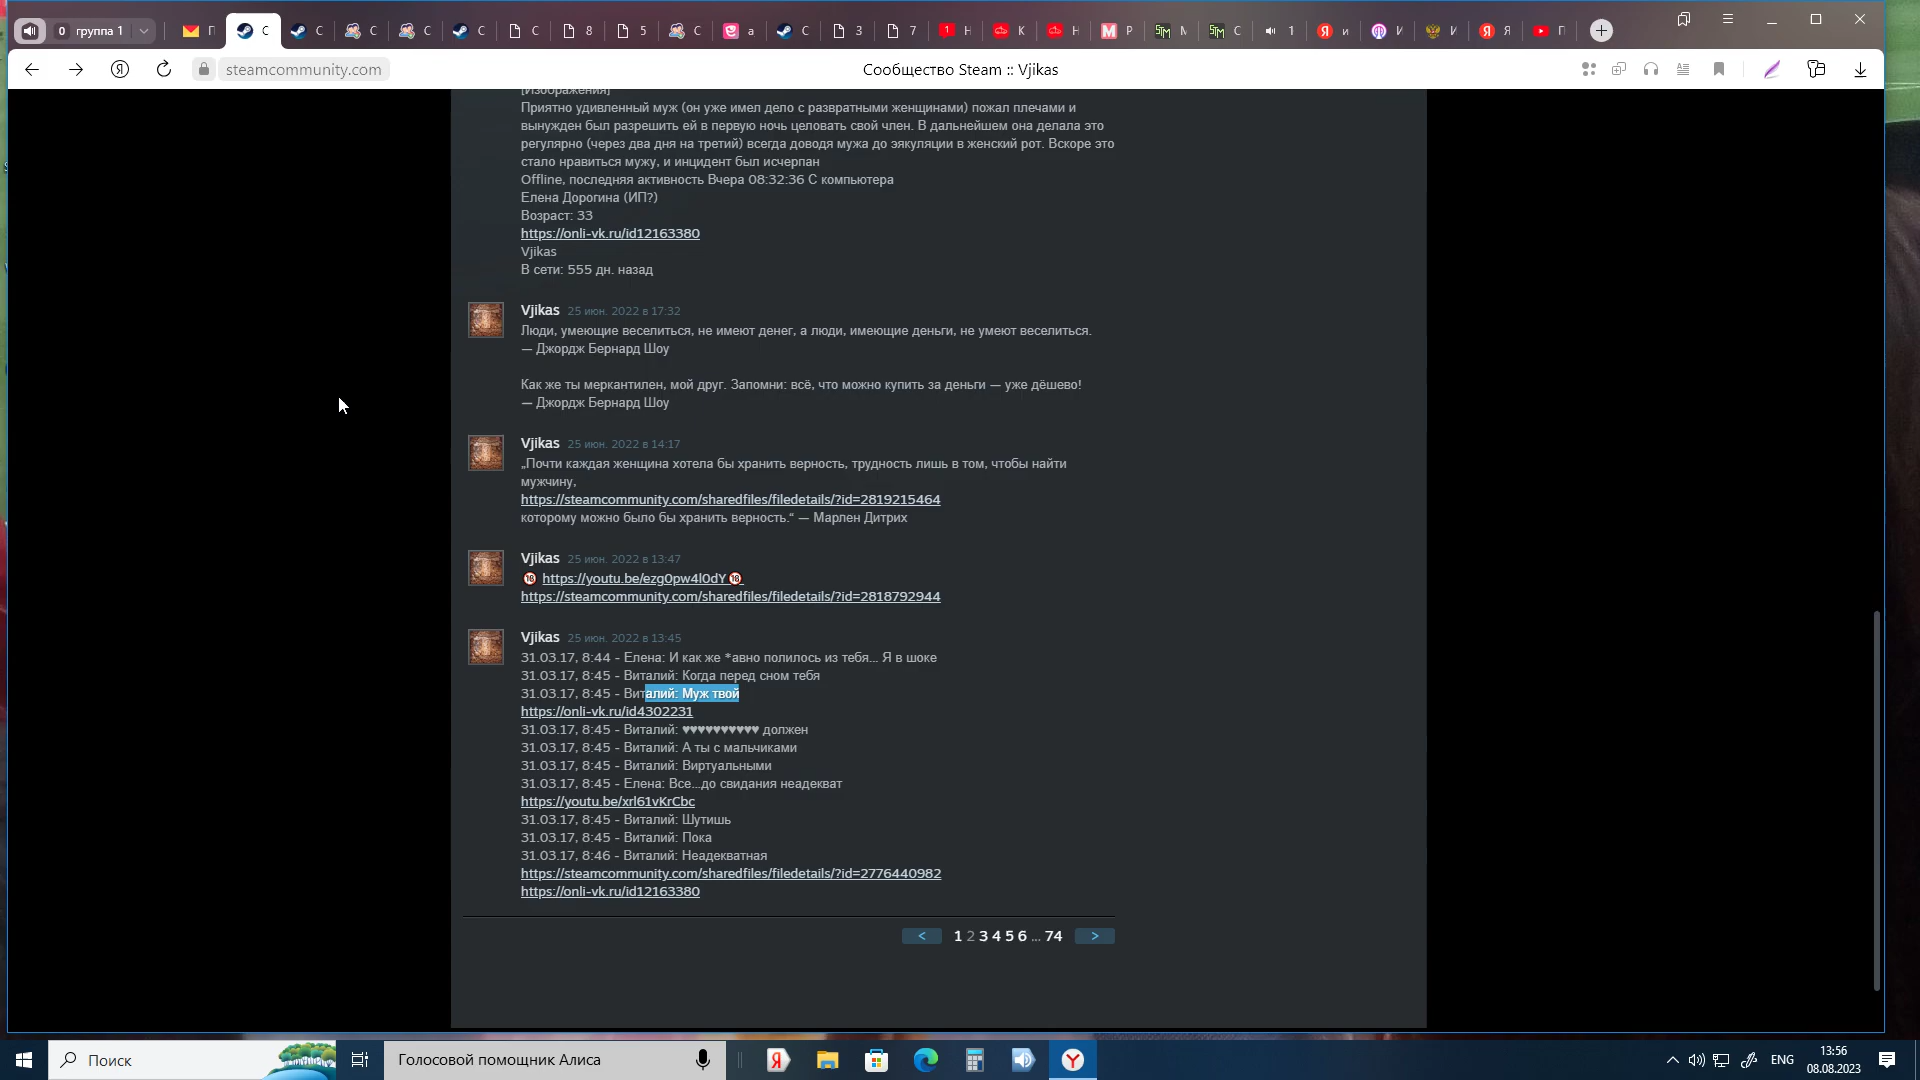 0 группа 1
П
С
С
С
С
С
С
8
5
С
а
С
3
7
Н
К
Н
Р
М
С
1
и
И
И
Я
П
steamcommunity.com
Сообщество Steam :: Vjikas
[Изображения]
Приятно удивленный муж (он уже имел дело с развратными женщинами) пожал плечами и
вынужден был разрешить ей в первую ночь целовать свой член. В дальнейшем она делала это
регулярно (через два дня на третий) всегда доводя мужа до эякуляции в женский рот. Вскоре это
стало нравиться мужу, и инцидент был исчерпан
Offline, последняя активность Вчера 08:32:36 С компьютера
Елена Дорогина (ИП?)
Возраст: 33
https://onli-vk.ru/id12163380
Vjikas
В сети: 555 дн. назад
Vjikas 25 июн. 2022 в 17:32
Люди, умеющие веселиться, не имеют денег, а люди, имеющие деньги, не умеют веселиться.
— Джордж Бернард Шоу
Как же ты меркантилен, мой друг. Запомни: всё, что можно купить за деньги — уже дёшево!
— Джордж Бернард Шоу
Vjikas 25 июн. 2022 в 14:17
„Почти каждая женщина хотела бы хранить верность, трудность лишь в том, чтобы найти
мужчину,
https://steamcommunity.com/sharedfiles/filedetails/?id=2819215464
которому можно было бы хранить верность.“ — Марлен Дитрих
Vjikas 25 июн. 2022 в 13:47
🔞 https://youtu.be/ezg0pw4l0dY🔞
https://steamcommunity.com/sharedfiles/filedetails/?id=2818792944
Vjikas 25 июн. 2022 в 13:45
31.03.17, 8:44 - Елена: И как же *авно полилось из тебя... Я в шоке
31.03.17, 8:45 - Виталий: Когда перед сном тебя
31.03.17, 8:45 - Виталий: Муж твой
https://onli-vk.ru/id4302231
31.03.17, 8:45 - Виталий: ♥♥♥♥♥♥♥♥♥♥ должен
31.03.17, 8:45 - Виталий: А ты с мальчиками
31.03.17, 8:45 - Виталий: Виртуальными
31.03.17, 8:45 - Елена: Все...до свидания неадекват
https://youtu.be/xrl61vKrCbc
31.03.17, 8:45 - Виталий: Шутишь
31.03.17, 8:45 - Виталий: Пока
31.03.17, 8:46 - Виталий: Неадекватная
https://steamcommunity.com/sharedfiles/filedetails/?id=2776440982
https://onli-vk.ru/id12163380
< 1 2 3 4 5 6 ... 74 >
Поиск
Голосовой помощник Алиса
ENG
13:56
08.08.2023